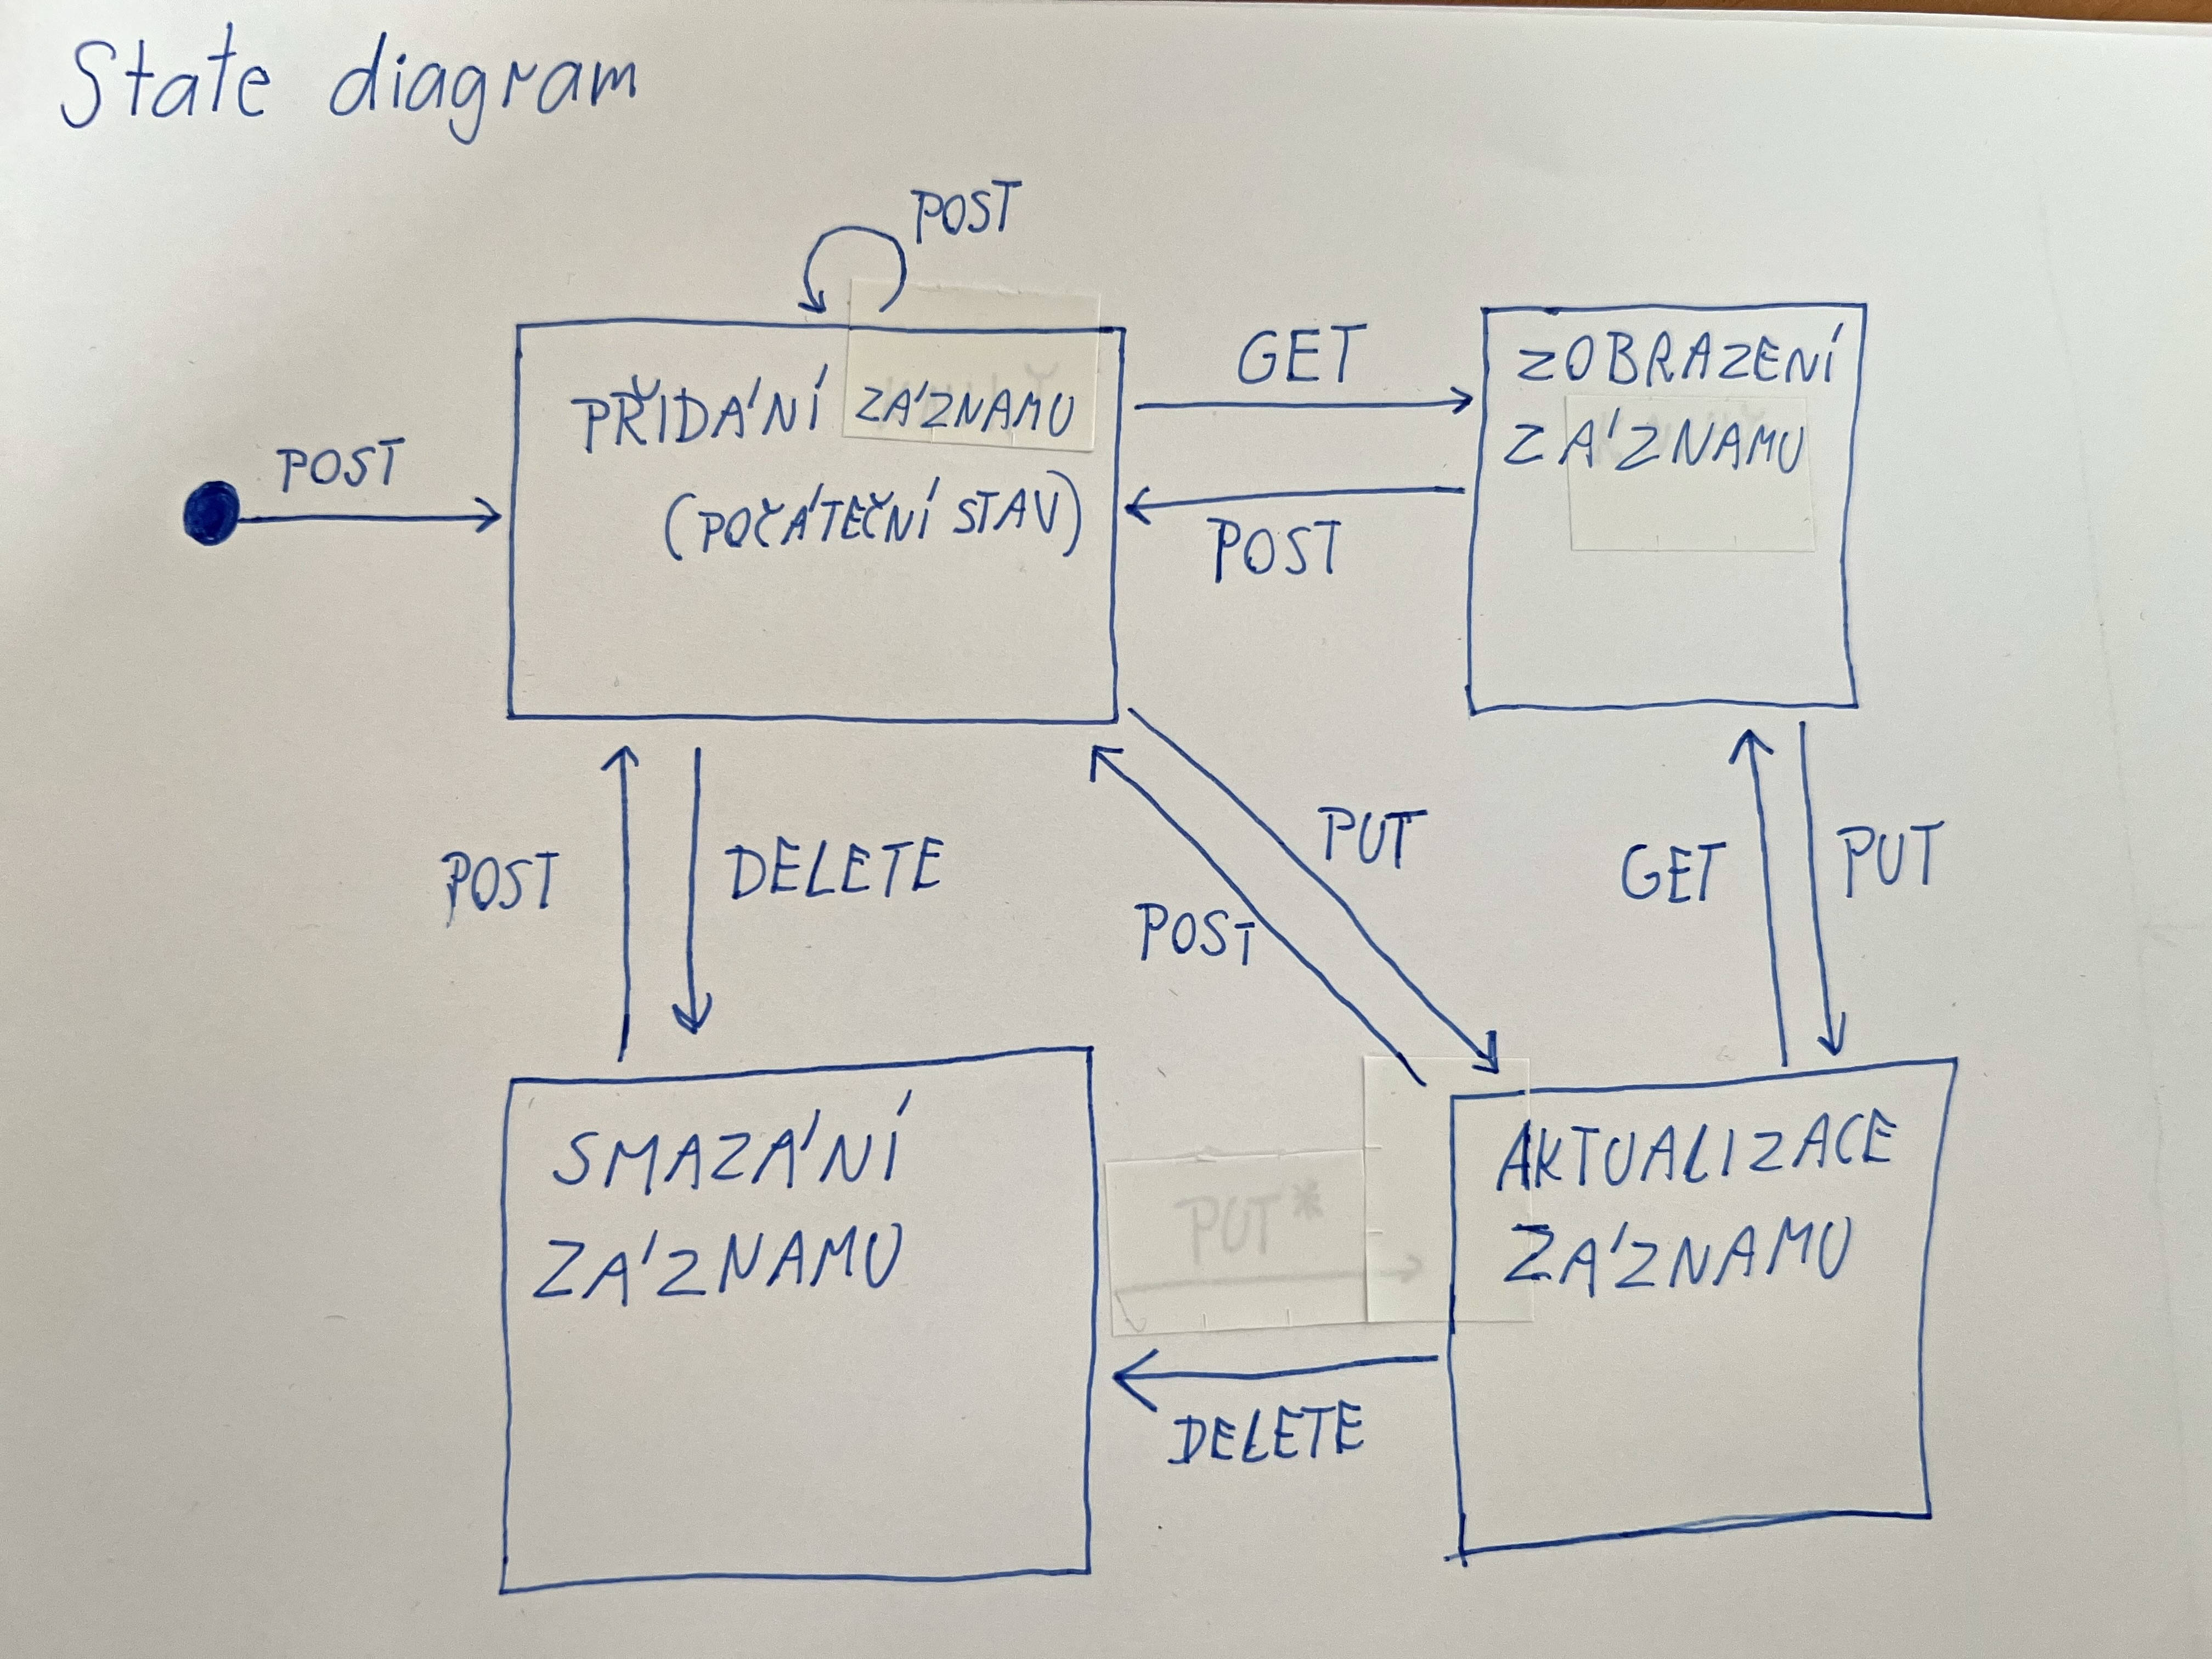 State diagram
POST
POST
PŘIDÁNÍ ZÁZNAMU
(POČÁTEČNÍ STAV)
GET
POST
ZOBRAZENÍ
ZÁZNAMU
POST
DELETE
PUT
POST
GET
PUT
SMAZÁNÍ
ZÁZNAMU
PUT*
DELETE
AKTUALIZACE
ZÁZNAMU